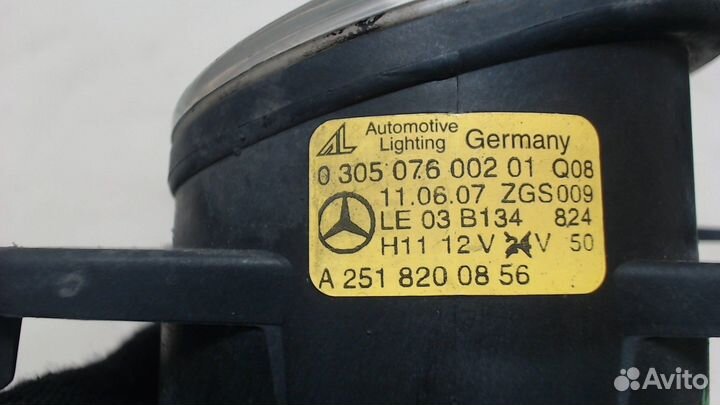 AL Automotive Lighting Germany
0 305 076 002 01 Q08
11.06.07 ZGS 009
LE 03 B134 824
H11 12 V 24 V 50
A 251 820 08 56
Avito